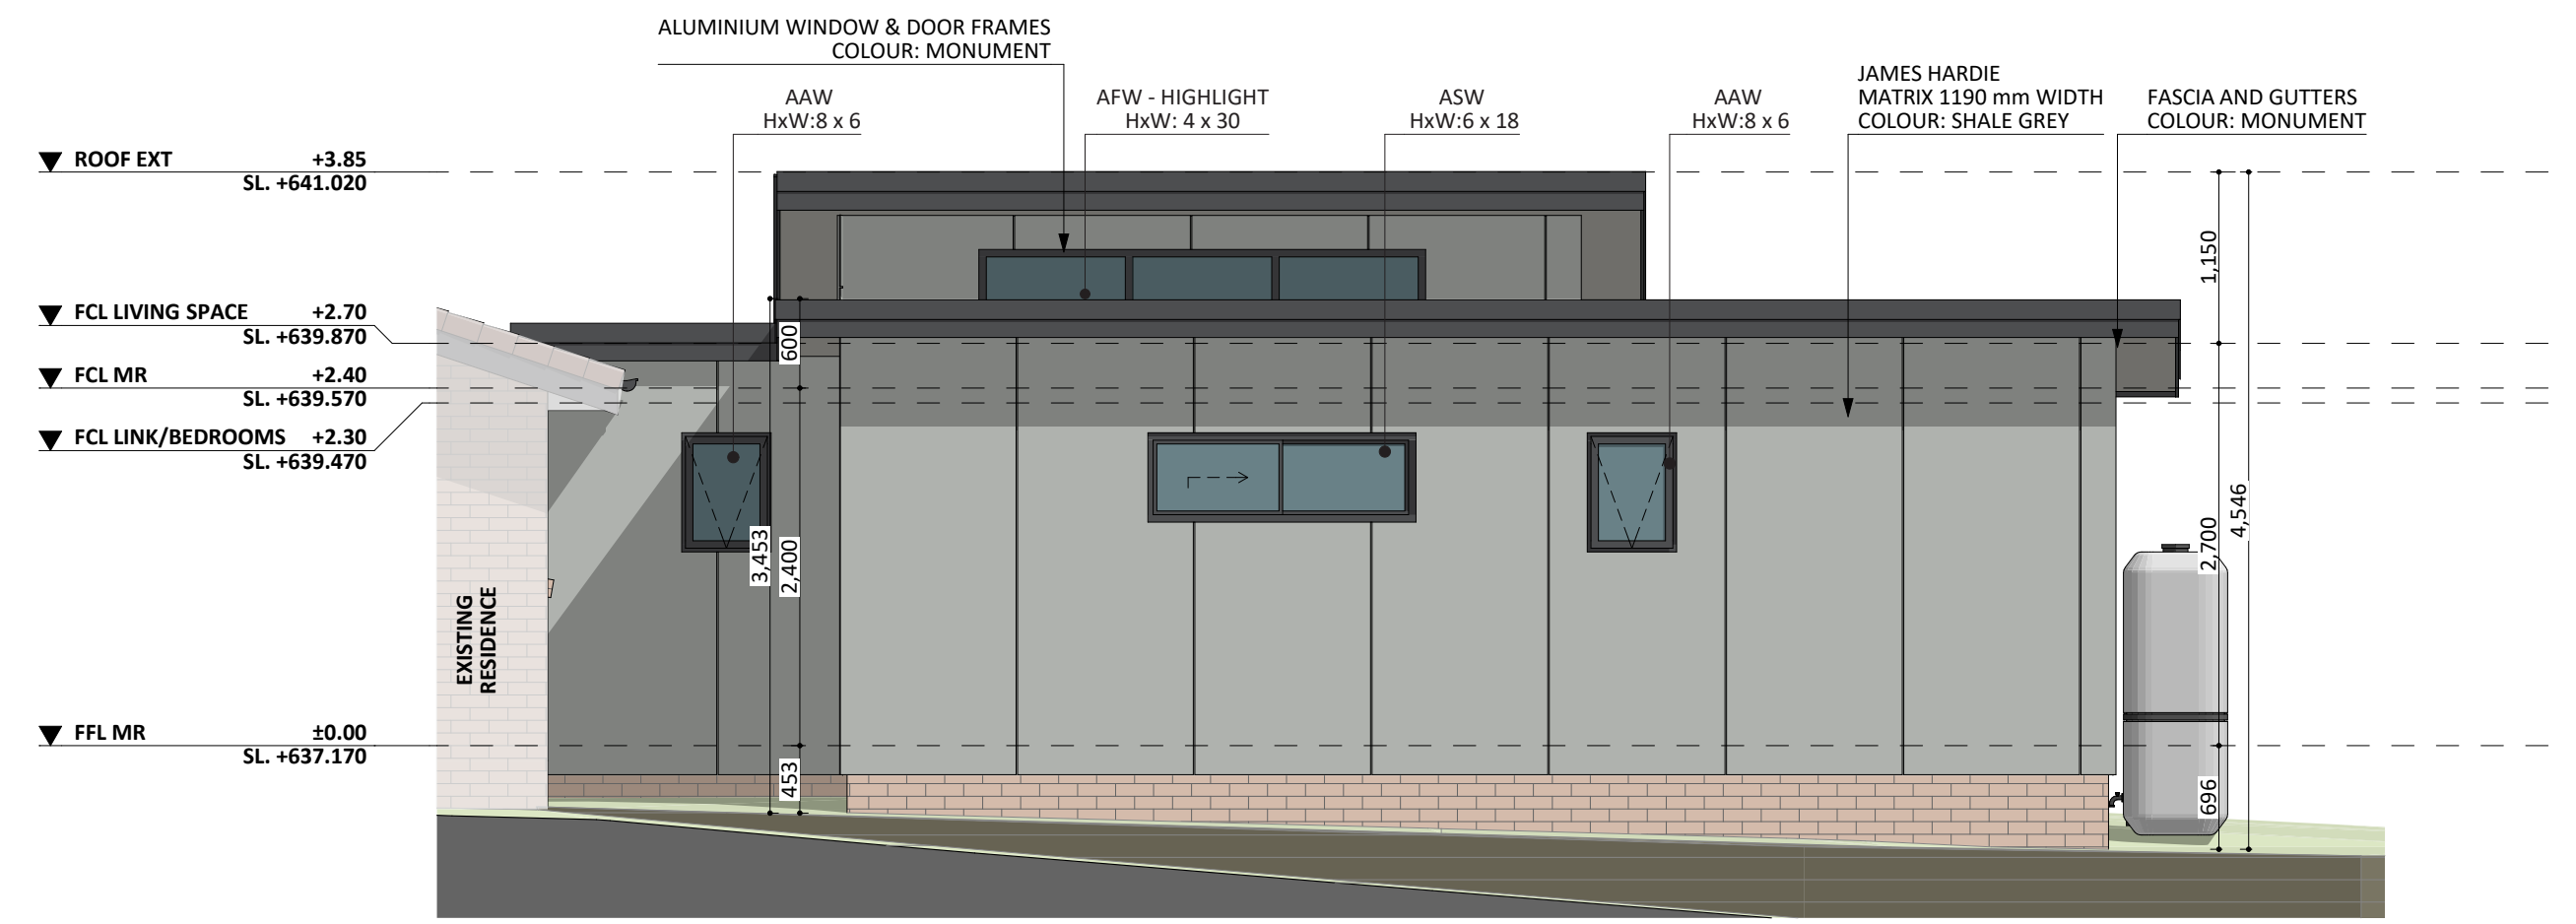 ALUMINIUM WINDOW & DOOR FRAMES
COLOUR: MONUMENT
AAW
HxW:8 x 6
AFW - HIGHLIGHT
HxW: 4 x 30
ASW
HxW:6 x 18
AAW
HxW:8 x 6
JAMES HARDIE
MATRIX 1190 mm WIDTH
COLOUR: SHALE GREY
FASCIA AND GUTTERS
COLOUR: MONUMENT
ROOF EXT +3.85
SL. +641.020
FCL LIVING SPACE +2.70
SL. +639.870
FCL MR +2.40
SL. +639.570
FCL LINK/BEDROOMS +2.30
SL. +639.470
FFL MR ±0.00
SL. +637.170
EXISTING
RESIDENCE
600
3,453
2,400
453
1,150
2,700
4,546
696